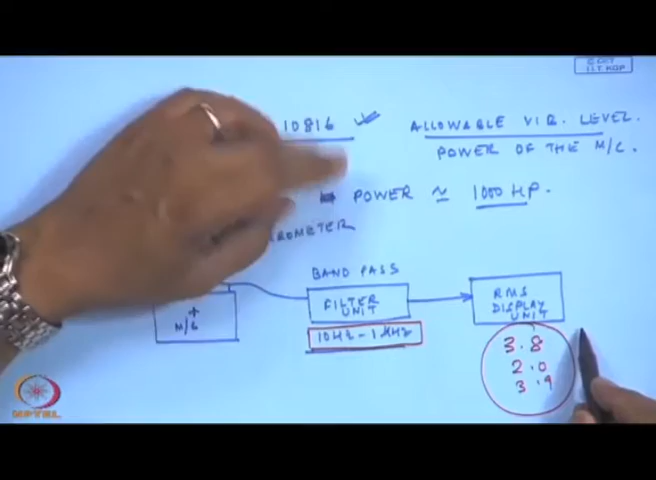 I.I.T. KGP
10816 ALLOWABLE VIB. LEVEL.
POWER OF THE M/C.
POWER ≈ 1000 HP.
BAND PASS
FILTER
UNIT
10Hz - 1kHz
M/C
RMS
DISPLAY
UNIT
3.8
2.0
3.9
NPTEL